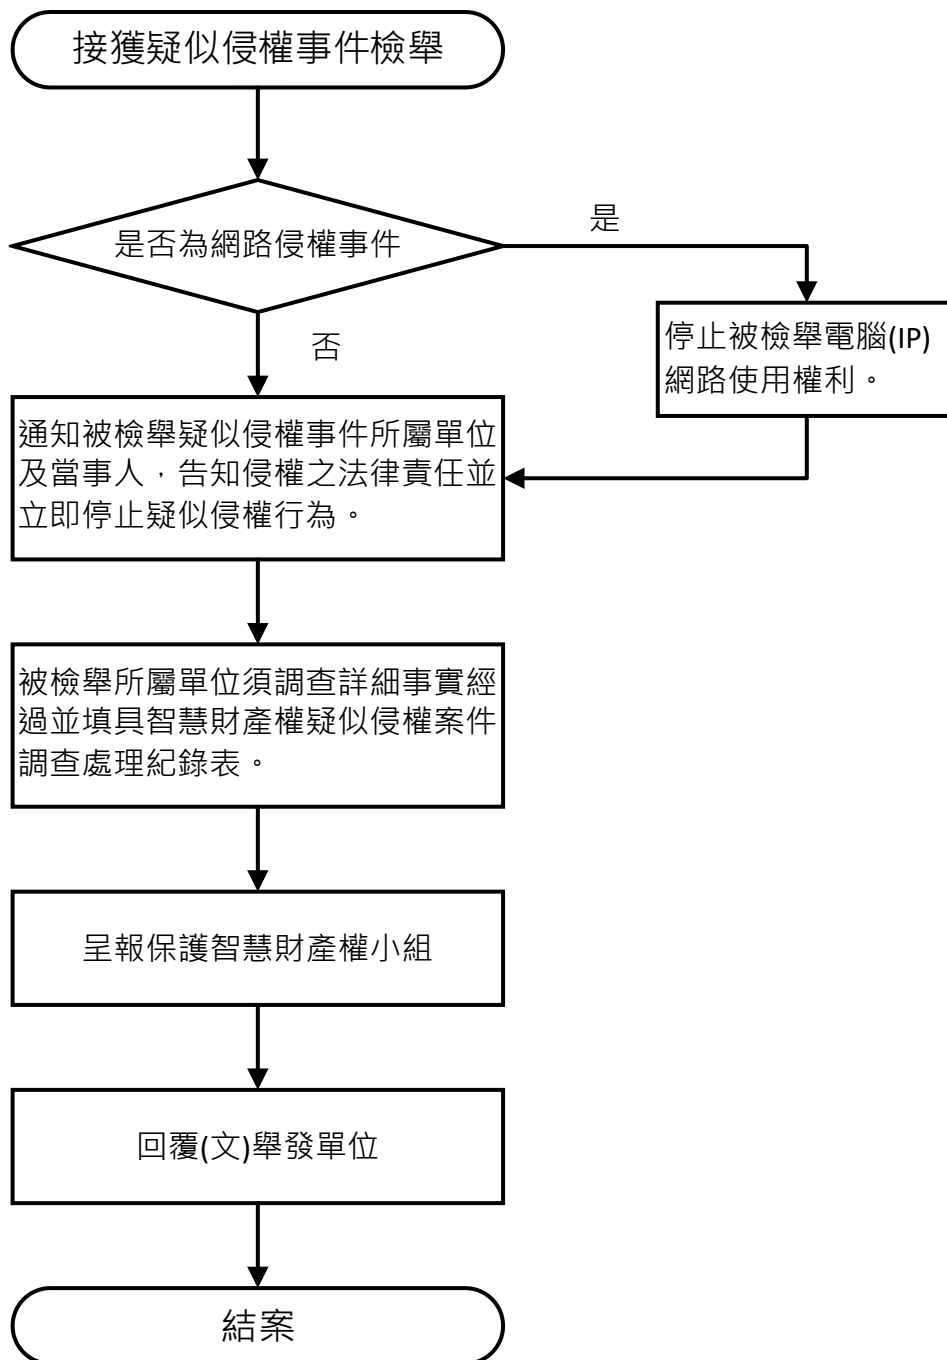 接獲疑似侵權事件檢舉
是否為網路侵權事件
是
停止被檢舉電腦(IP)
網路使用權利。
否
通知被檢舉疑似侵權事件所屬單位
及當事人，告知侵權之法律責任並
立即停止疑似侵權行為。
被檢舉所屬單位須調查詳細事實經
過並填具智慧財產權疑似侵權案件
調查處理紀錄表。
呈報保護智慧財產權小組
回覆(文)舉發單位
結案